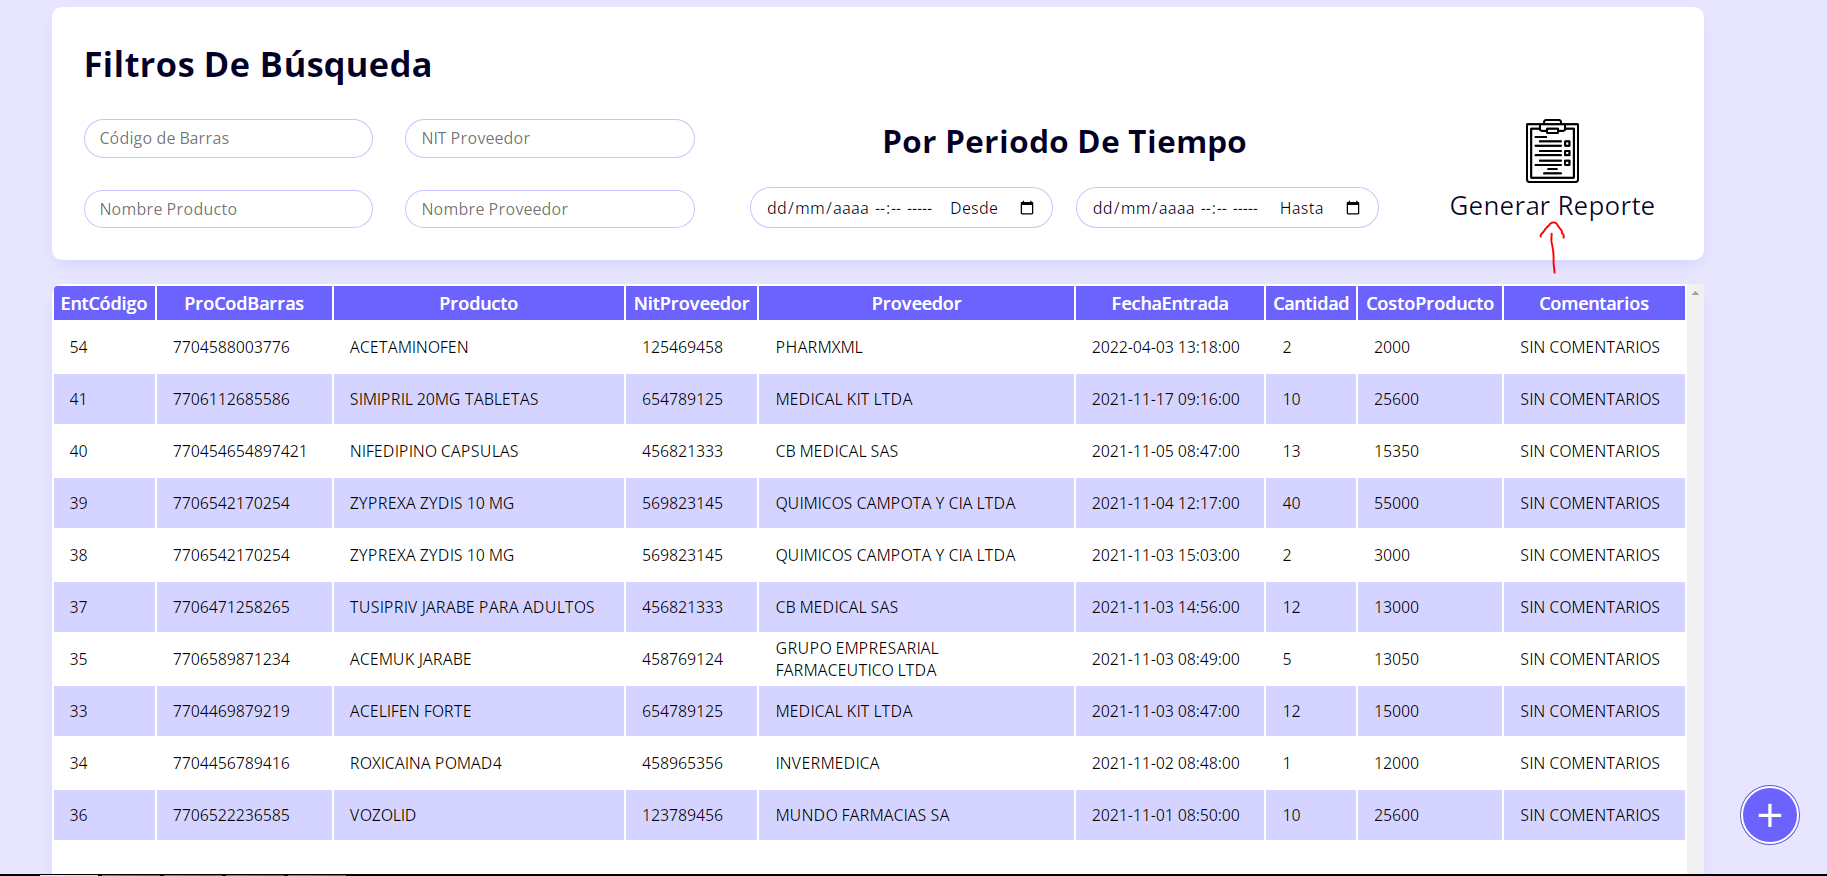 Filtros De Búsqueda
Código de Barras NIT Proveedor
Por Periodo De Tiempo
Nombre Producto Nombre Proveedor dd/mm/aaaa --:-- ----- Desde dd/mm/aaaa --:-- ----- Hasta Generar Reporte
EntCódigo ProCodBarras Producto NitProveedor Proveedor FechaEntrada Cantidad CostoProducto Comentarios
54 7704588003776 ACETAMINOFEN 125469458 PHARMXML 2022-04-03 13:18:00 2 2000 SIN COMENTARIOS
41 7706112685586 SIMIPRIL 20MG TABLETAS 654789125 MEDICAL KIT LTDA 2021-11-17 09:16:00 10 25600 SIN COMENTARIOS
40 770454654897421 NIFEDIPINO CAPSULAS 456821333 CB MEDICAL SAS 2021-11-05 08:47:00 13 15350 SIN COMENTARIOS
39 7706542170254 ZYPREXA ZYDIS 10 MG 569823145 QUIMICOS CAMPOTA Y CIA LTDA 2021-11-04 12:17:00 40 55000 SIN COMENTARIOS
38 7706542170254 ZYPREXA ZYDIS 10 MG 569823145 QUIMICOS CAMPOTA Y CIA LTDA 2021-11-03 15:03:00 2 3000 SIN COMENTARIOS
37 7706471258265 TUSIPRIV JARABE PARA ADULTOS 456821333 CB MEDICAL SAS 2021-11-03 14:56:00 12 13000 SIN COMENTARIOS
35 7706589871234 ACEMUK JARABE 458769124 GRUPO EMPRESARIAL FARMACEUTICO LTDA 2021-11-03 08:49:00 5 13050 SIN COMENTARIOS
33 7704469879219 ACELIFEN FORTE 654789125 MEDICAL KIT LTDA 2021-11-03 08:47:00 12 15000 SIN COMENTARIOS
34 7704456789416 ROXICAINA POMAD4 458965356 INVERMEDICA 2021-11-02 08:48:00 1 12000 SIN COMENTARIOS
36 7706522236585 VOZOLID 123789456 MUNDO FARMACIAS SA 2021-11-01 08:50:00 10 25600 SIN COMENTARIOS